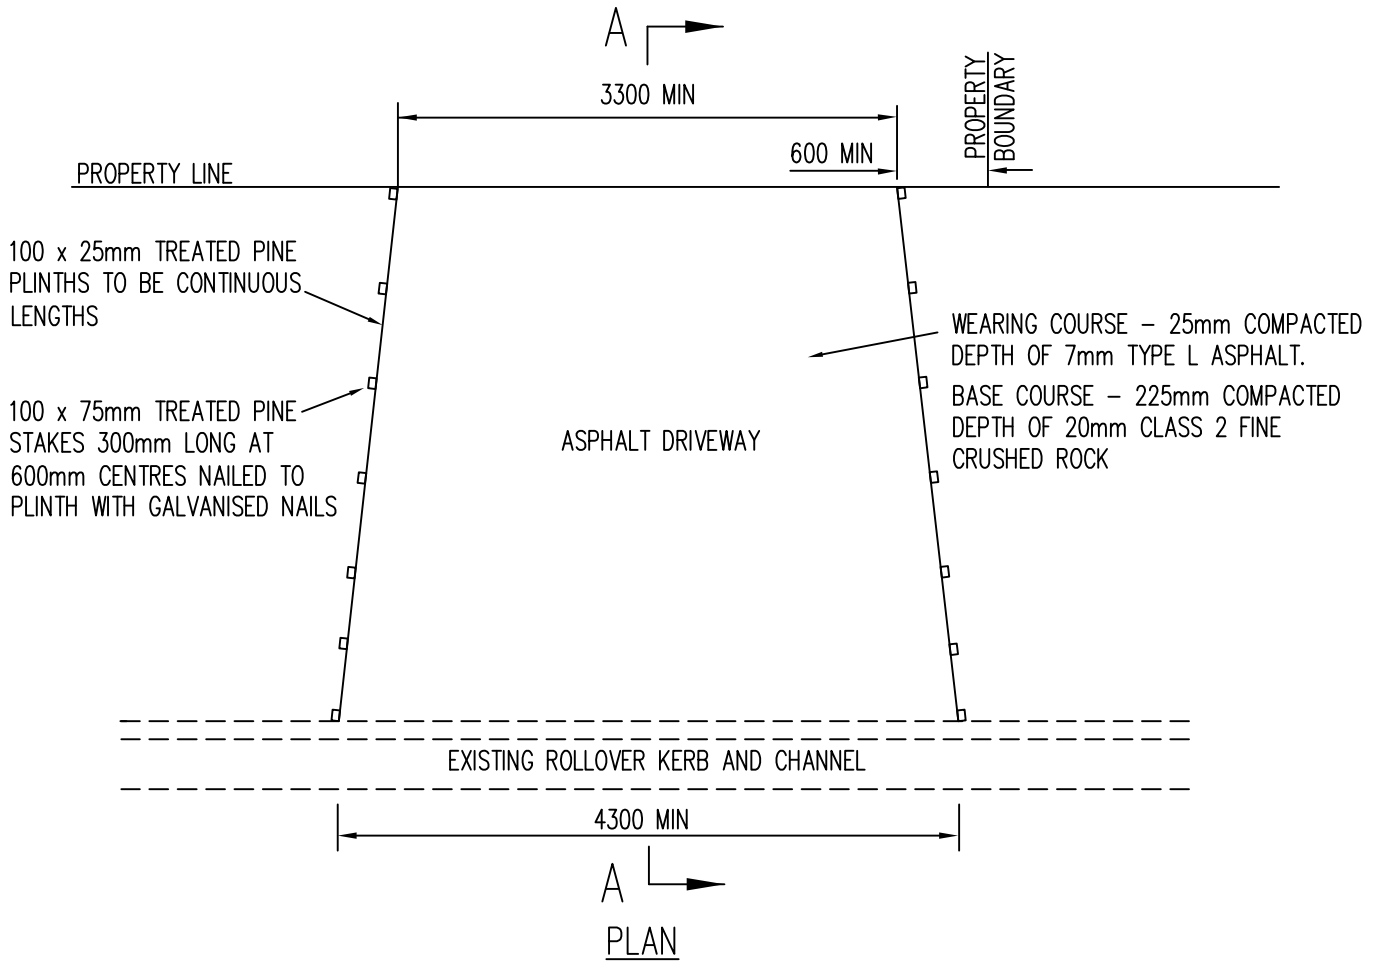 A
3300 MIN
PROPERTY
BOUNDARY
600 MIN
PROPERTY LINE
100 x 25mm TREATED PINE
PLINTHS TO BE CONTINUOUS
LENGTHS
WEARING COURSE – 25mm COMPACTED
DEPTH OF 7mm TYPE L ASPHALT.
BASE COURSE – 225mm COMPACTED
DEPTH OF 20mm CLASS 2 FINE
CRUSHED ROCK
100 x 75mm TREATED PINE
STAKES 300mm LONG AT
600mm CENTRES NAILED TO
PLINTH WITH GALVANISED NAILS
ASPHALT DRIVEWAY
EXISTING ROLLOVER KERB AND CHANNEL
4300 MIN
A
PLAN